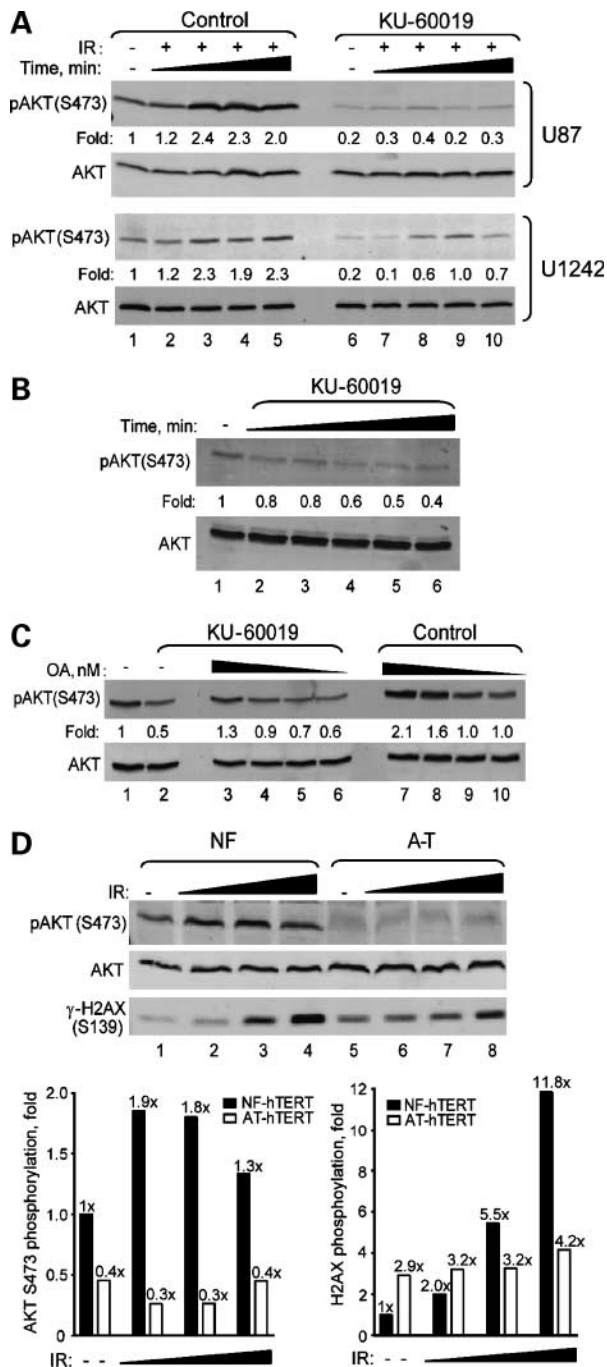 A
Control KU-60019
IR: - + + + + - + + + +
Time, min: - -
pAKT(S473)
Fold: 1 1.2 2.4 2.3 2.0 0.2 0.3 0.4 0.2 0.3
AKT
U87
pAKT(S473)
Fold: 1 1.2 2.3 1.9 2.3 0.2 0.1 0.6 1.0 0.7
AKT
U1242
1 2 3 4 5 6 7 8 9 10
B
KU-60019
Time, min: -
pAKT(S473)
Fold: 1 0.8 0.8 0.6 0.5 0.4
AKT
1 2 3 4 5 6
C
KU-60019 Control
OA, nM: - -
pAKT(S473)
Fold: 1 0.5 1.3 0.9 0.7 0.6 2.1 1.6 1.0 1.0
AKT
1 2 3 4 5 6 7 8 9 10
D
NF A-T
IR: - -
pAKT (S473)
AKT
γ-H2AX
(S139)
1 2 3 4 5 6 7 8
AKT S473 phosphorylation, fold
2.0
1.5
1.0
0.5
0
NF-hTERT
AT-hTERT
1x 0.4x 1.9x 0.3x 1.8x 0.3x 1.3x 0.4x
IR: - -
H2AX phosphorylation, fold
12
10
8
6
4
2
0
NF-hTERT
AT-hTERT
1x 2.9x 2.0x 3.2x 5.5x 3.2x 11.8x 4.2x
IR: - -